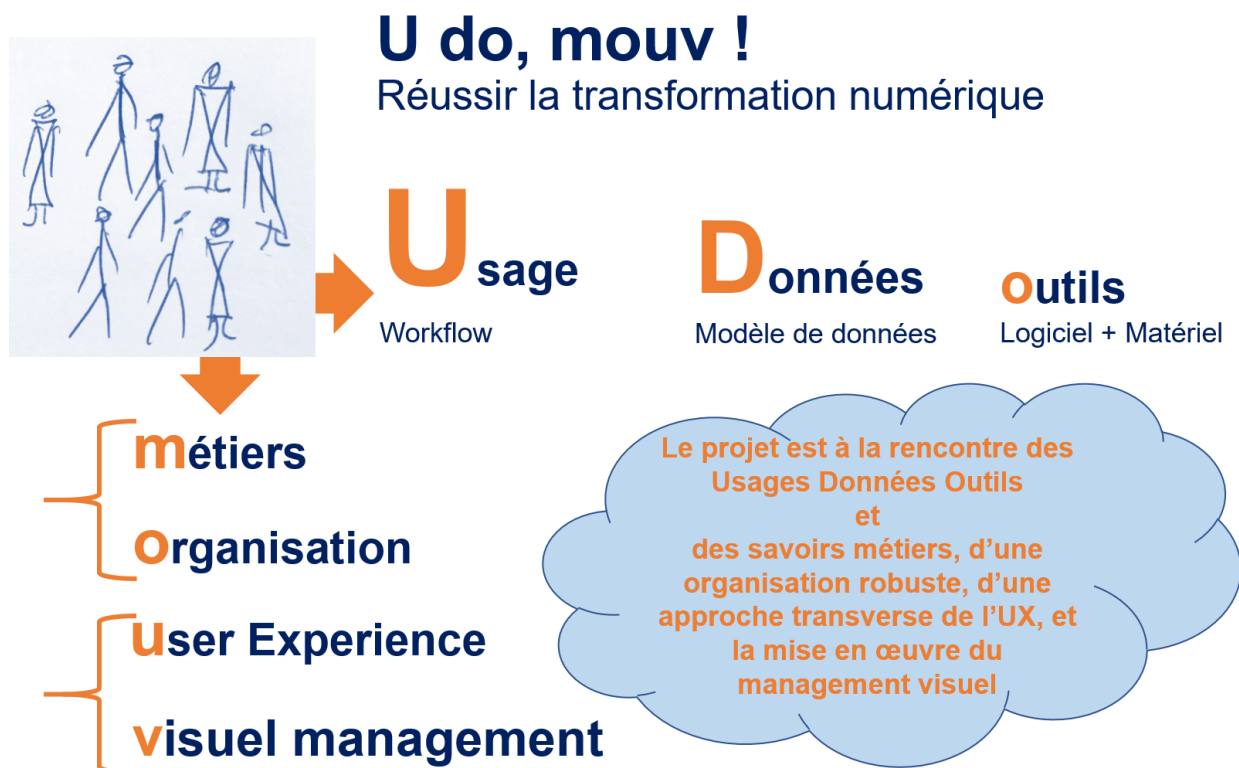 U do, mouv !
Réussir la transformation numérique
Usage
Données
outils
Workflow
Modèle de données
Logiciel + Matériel
métiers
organisation
user Experience
visuel management
Le projet est à la rencontre des
Usages Données Outils
et
des savoirs métiers, d’une
organisation robuste, d’une
approche transverse de l’UX, et
la mise en œuvre du
management visuel